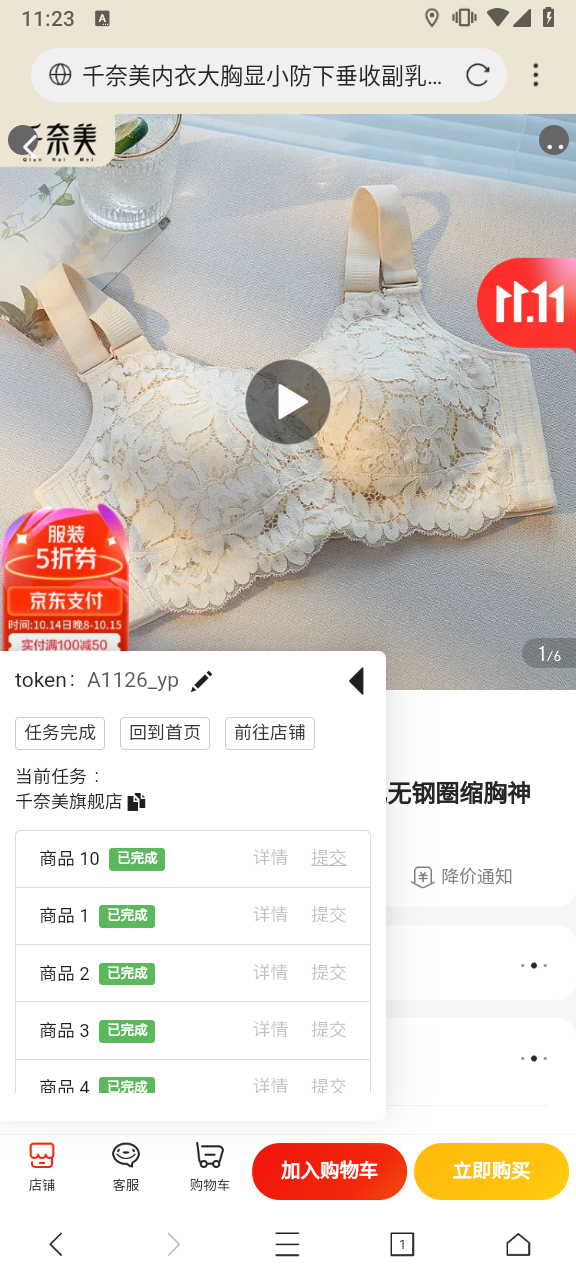 11:23
A
千奈美内衣大胸显小防下垂收副乳...
千奈美
Qian Nai Mei
11.11
服装
5折券
京东支付
时间:10.14日晚8-10.15
实付满100减50
1/6
token: A1126_yp
任务完成 回到首页 前往店铺
当前任务：
千奈美旗舰店
无钢圈缩胸神
降价通知
商品 10 已完成 详情 提交
商品 1 已完成 详情 提交
商品 2 已完成 详情 提交
商品 3 已完成 详情 提交
商品 4 已完成 详情 提交
店铺 客服 购物车 加入购物车 立即购买
1